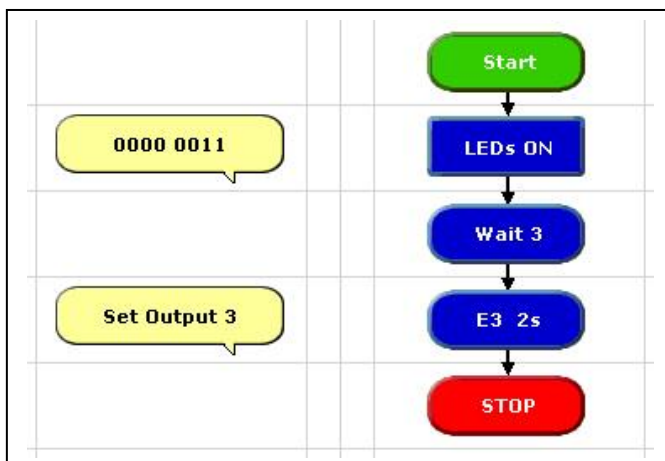 Start
0000 0011
LEDs ON
Wait 3
Set Output 3
E3 2s
STOP